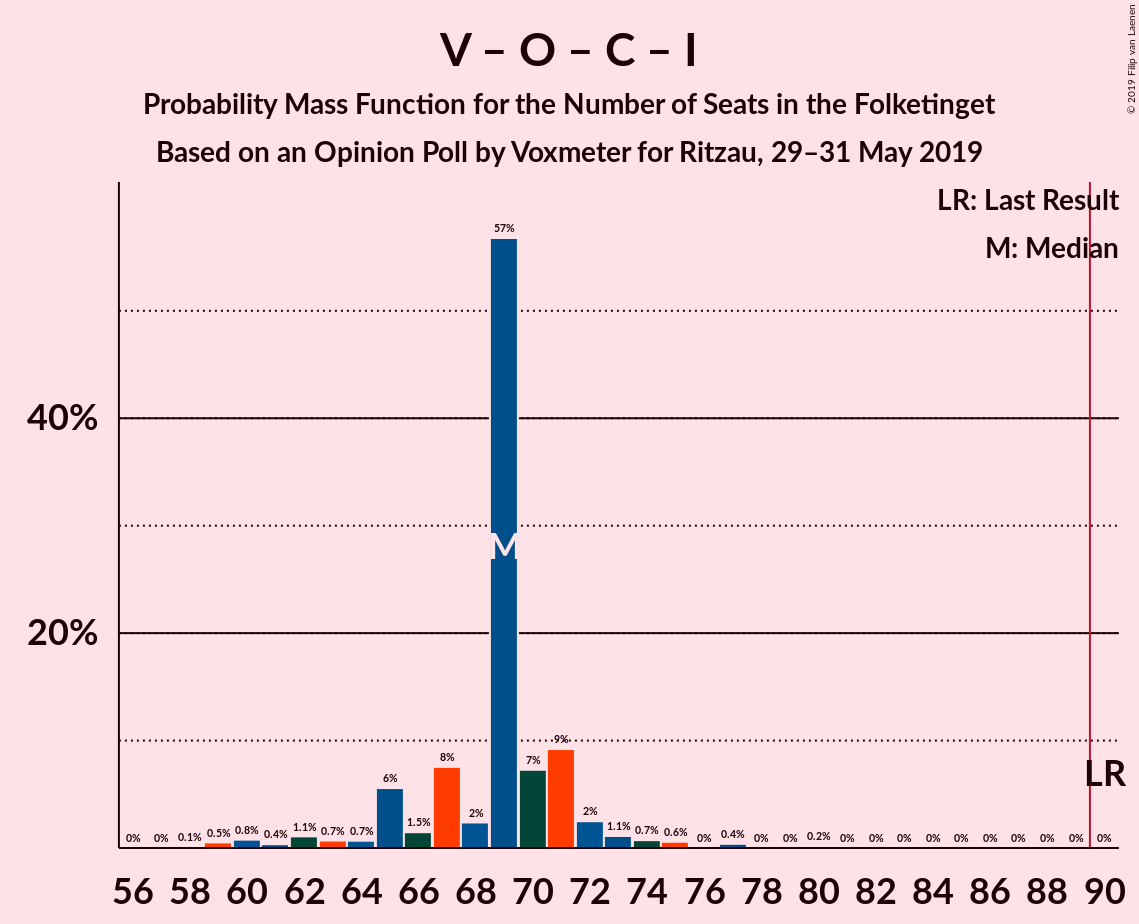 V – O – C – I
Probability Mass Function for the Number of Seats in the Folketinget
Based on an Opinion Poll by Voxmeter for Ritzau, 29–31 May 2019
© 2019 Filip van Laenen
LR: Last Result
M: Median
40%
20%
0% 0% 0.1% 0.5% 0.8% 0.4% 1.1% 0.7% 0.7% 6% 1.5% 8% 2% 57% 7% 9% 2% 1.1% 0.7% 0.6% 0% 0.4% 0% 0% 0.2% 0% 0% 0% 0% 0% 0% 0% 0% 0% 0%
M
LR
56 58 60 62 64 66 68 70 72 74 76 78 80 82 84 86 88 90